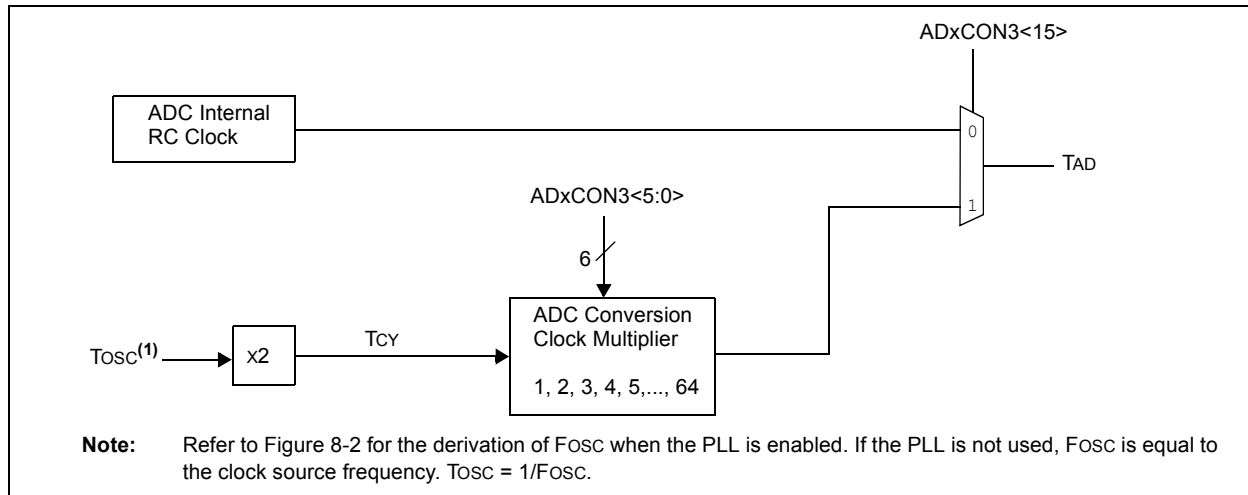 ADxCON3<15>
ADC Internal
RC Clock
0
TAD
ADxCON3<5:0>
1
6
ADC Conversion
Clock Multiplier
TOSC(1)
X2
TCY
1, 2, 3, 4, 5,..., 64
Note: Refer to Figure 8-2 for the derivation of FOSC when the PLL is enabled. If the PLL is not used, FOSC is equal to
the clock source frequency. TOSC = 1/FOSC.